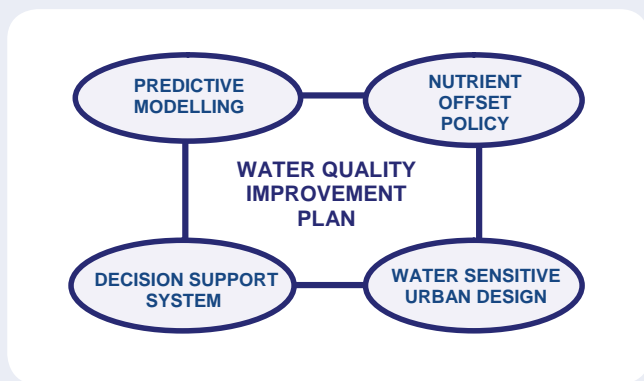 PREDICTIVE
MODELLING
NUTRIENT
OFFSET
POLICY
WATER QUALITY
IMPROVEMENT
PLAN
DECISION SUPPORT
SYSTEM
WATER SENSITIVE
URBAN DESIGN